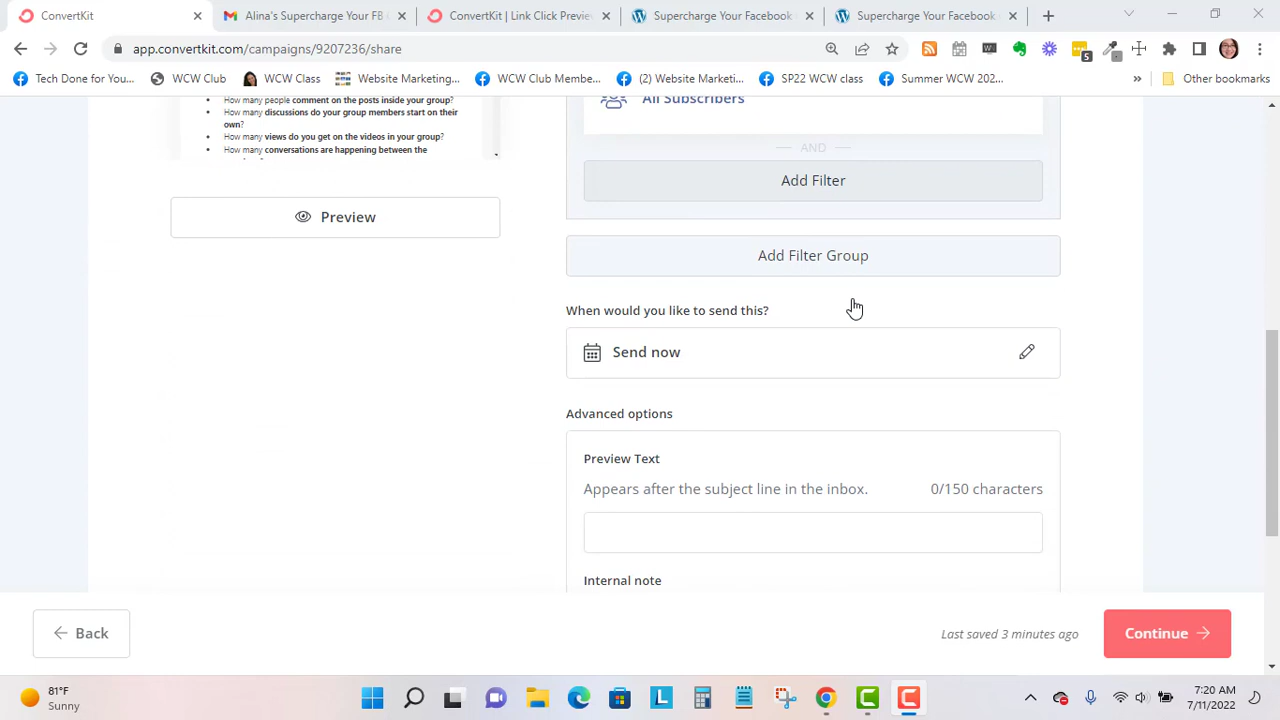 ConvertKit
Alina's Supercharge Your FB
ConvertKit | Link Click Preview
Supercharge Your Facebook
Supercharge Your Facebook
app.convertkit.com/campaigns/9207236/share
5
Tech Done for You...
WCW Club
WCW Class
Website Marketing...
WCW Club Membe...
(2) Website Marketi...
SP22 WCW class
Summer WCW 202...
»
Other bookmarks
How many people comment on the posts inside your group?
How many discussions do your group members start on their
own?
How many views do you get on the videos in your group?
How many conversations are happening between the
Preview
All Subscribers
AND
Add Filter
Add Filter Group
When would you like to send this?
Send now
Advanced options
Preview Text
Appears after the subject line in the inbox. 0/150 characters
Internal note
Back
Last saved 3 minutes ago
Continue
81°F
Sunny
7:20 AM
7/11/2022